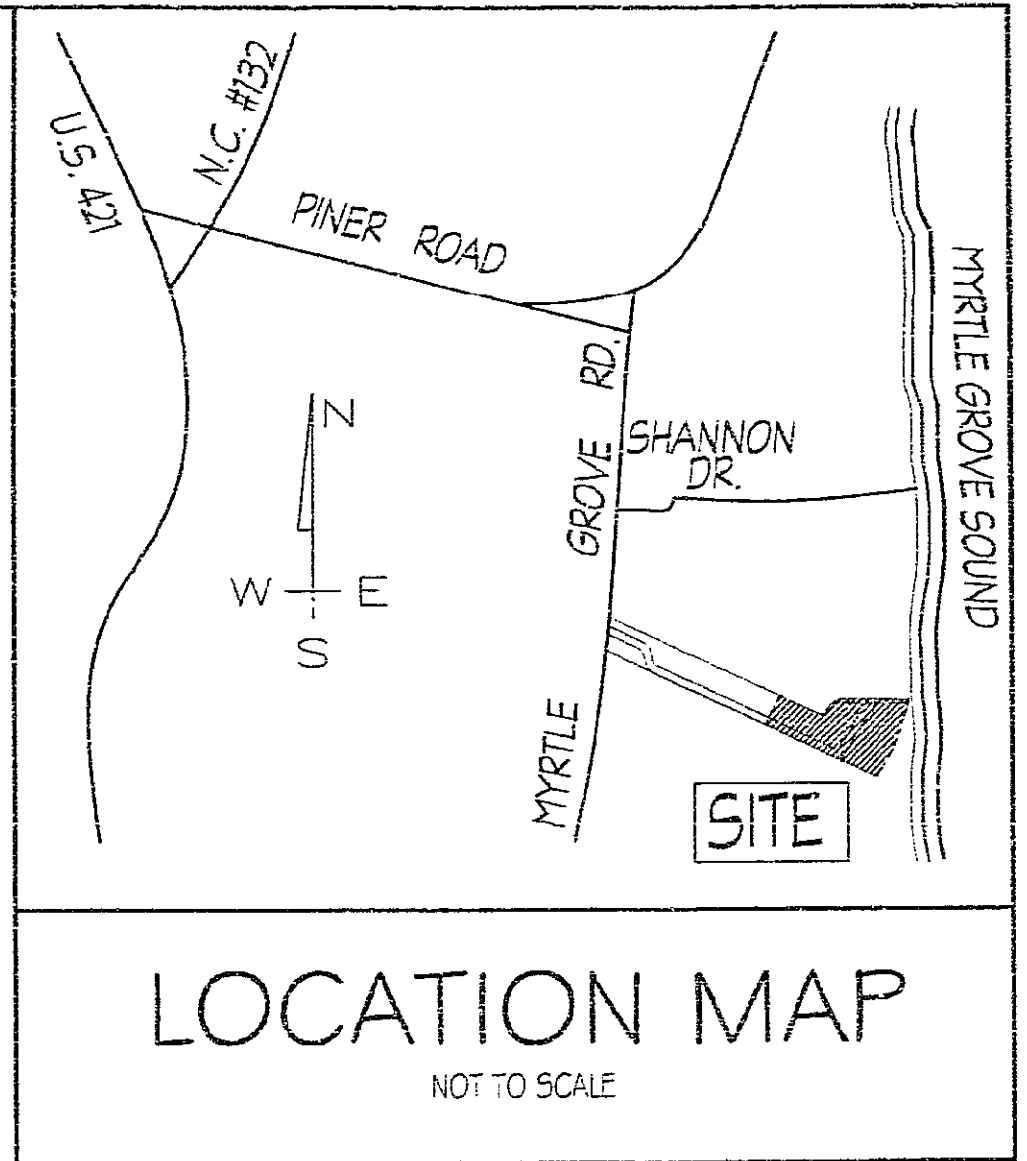 U.S. 421
N.C. #132
PINER ROAD
MYRTLE GROVE RD.
SHANNON
DR.
MYRTLE GROVE SOUND
N
W E
S
SITE
LOCATION MAP
NOT TO SCALE